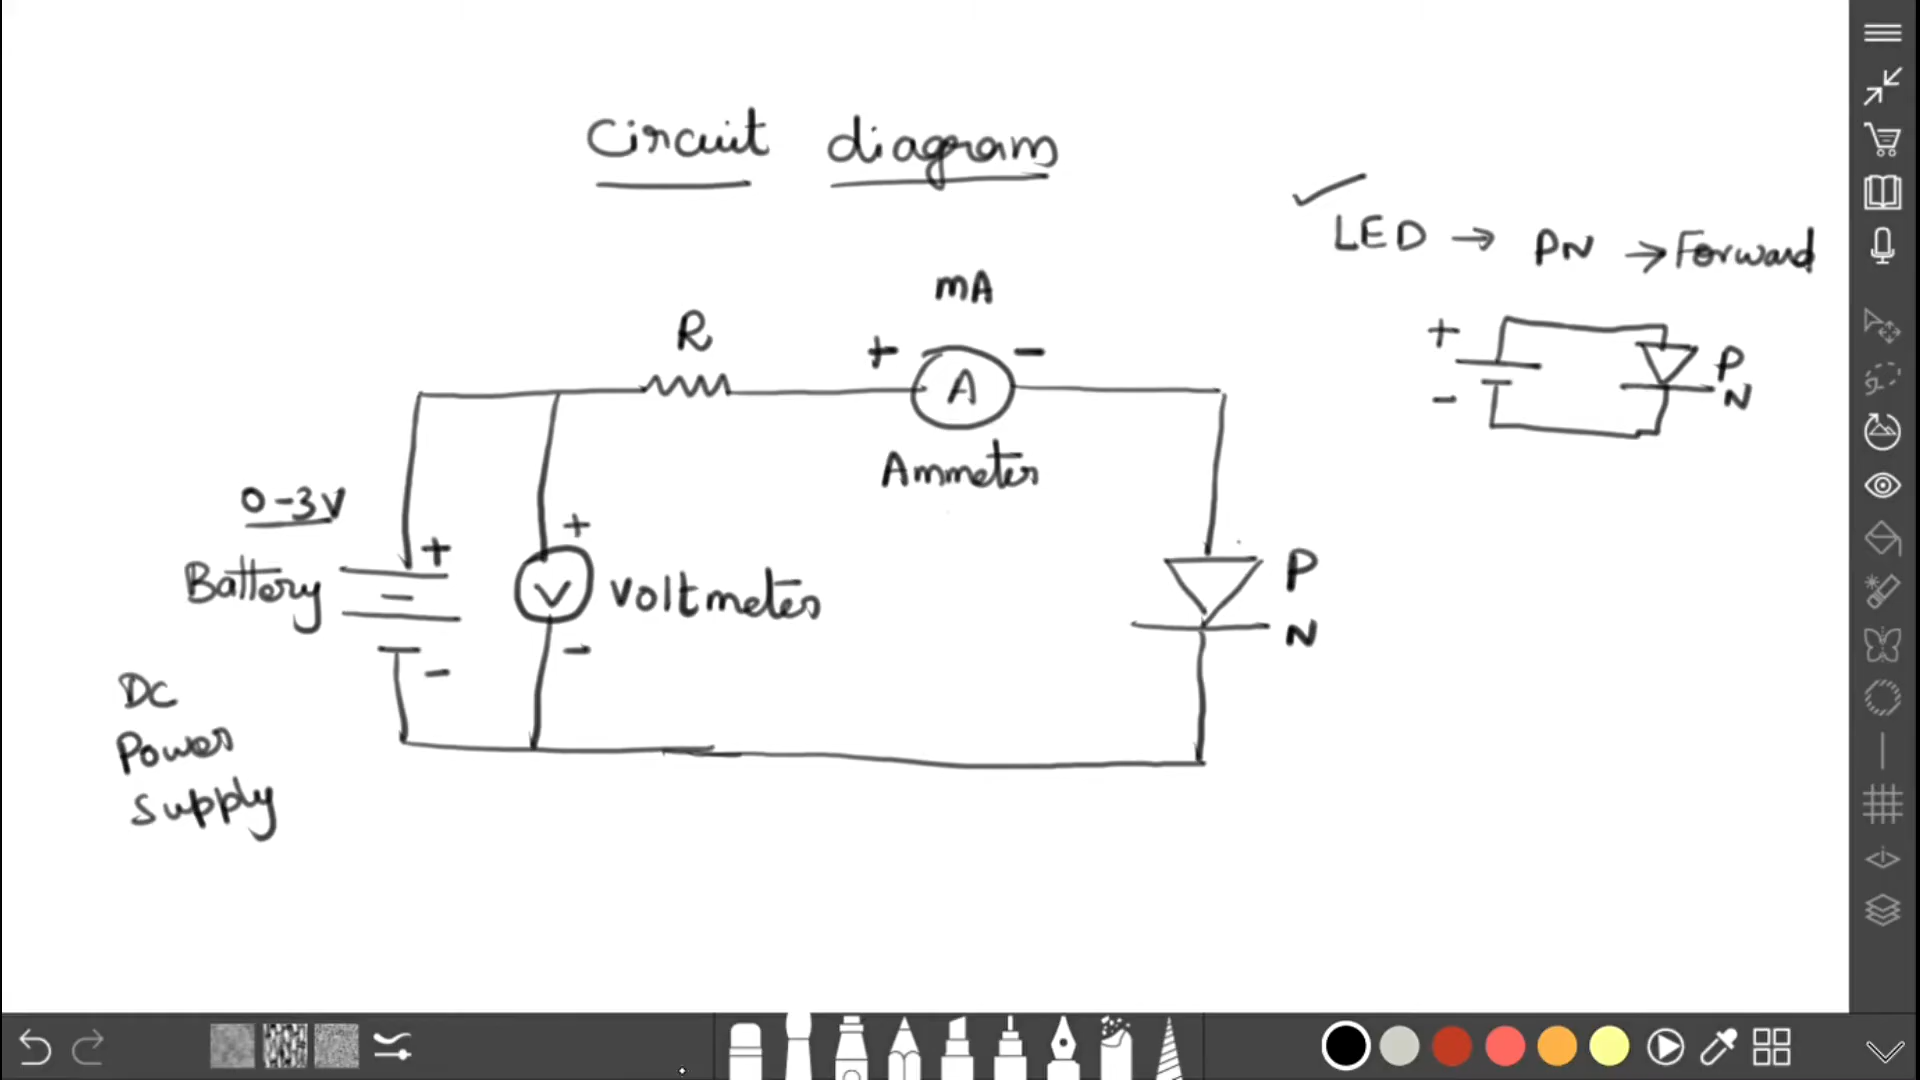 Circuit diagram
LED → PN → Forward
mA
R
+ -
A
Ammeter
+
-
P
N
0-3V
Battery
+
-
+
V
-
Voltmeter
P
N
DC
Power
Supply